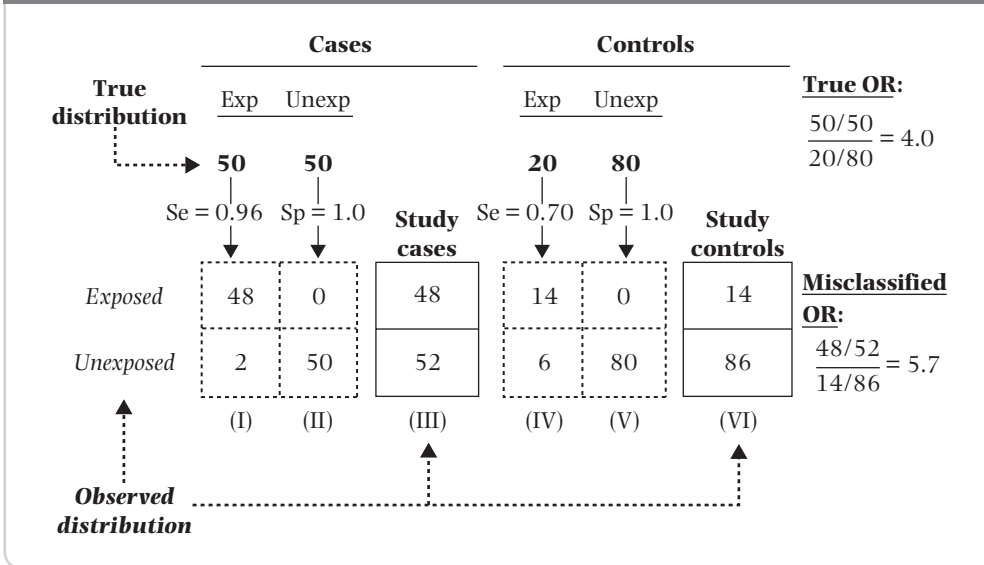 Cases
Controls
True
distribution
Exp Unexp
Exp Unexp
True OR:
50/50
20/80
= 4.0
50 50
20 80
Se = 0.96 Sp = 1.0
Study
cases
Se = 0.70 Sp = 1.0
Study
controls
Exposed
48 0
48
14 0
14
Misclassified
OR:
48/52
14/86
= 5.7
Unexposed
2 50
52
6 80
86
(I) (II) (III) (IV) (V) (VI)
Observed
distribution